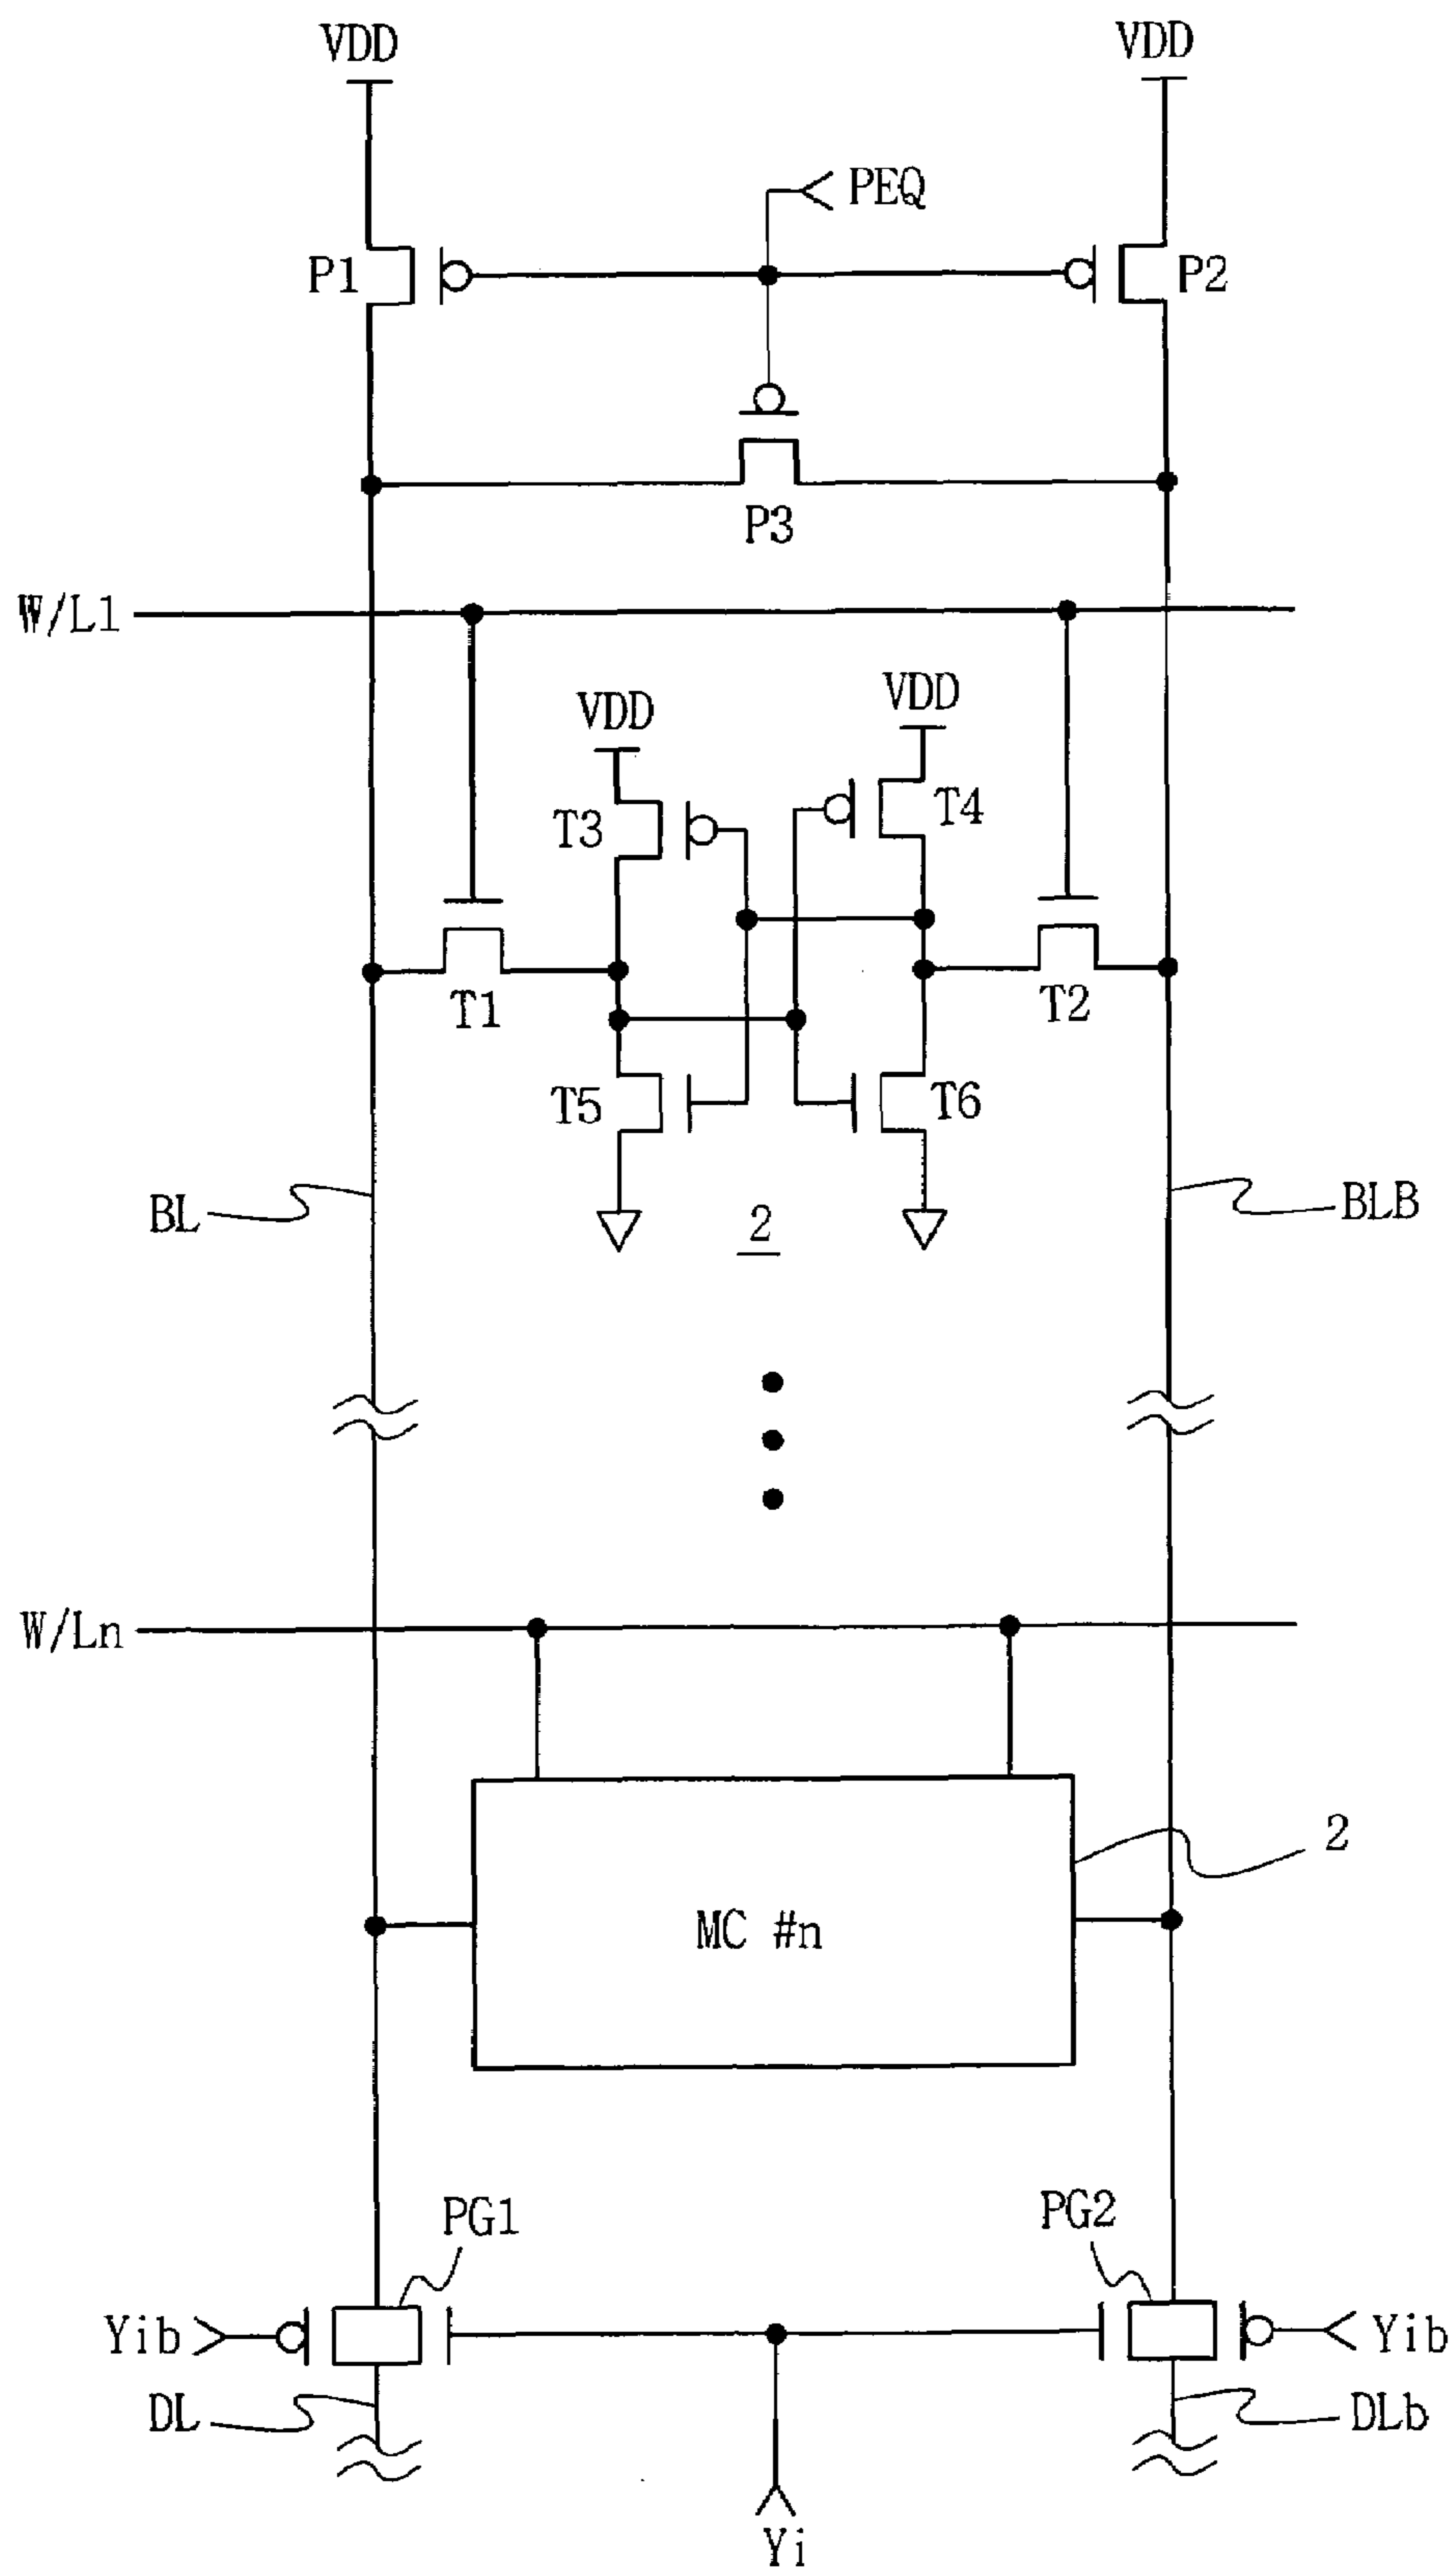 VDD VDD
PEQ
P1 P2
P3
W/L1
VDD VDD
T3 T4
T1 T2
T5 T6
BL 2 BLB
W/Ln
2
MC #n
PG1 PG2
Yib Yib
DL DLb
Yi